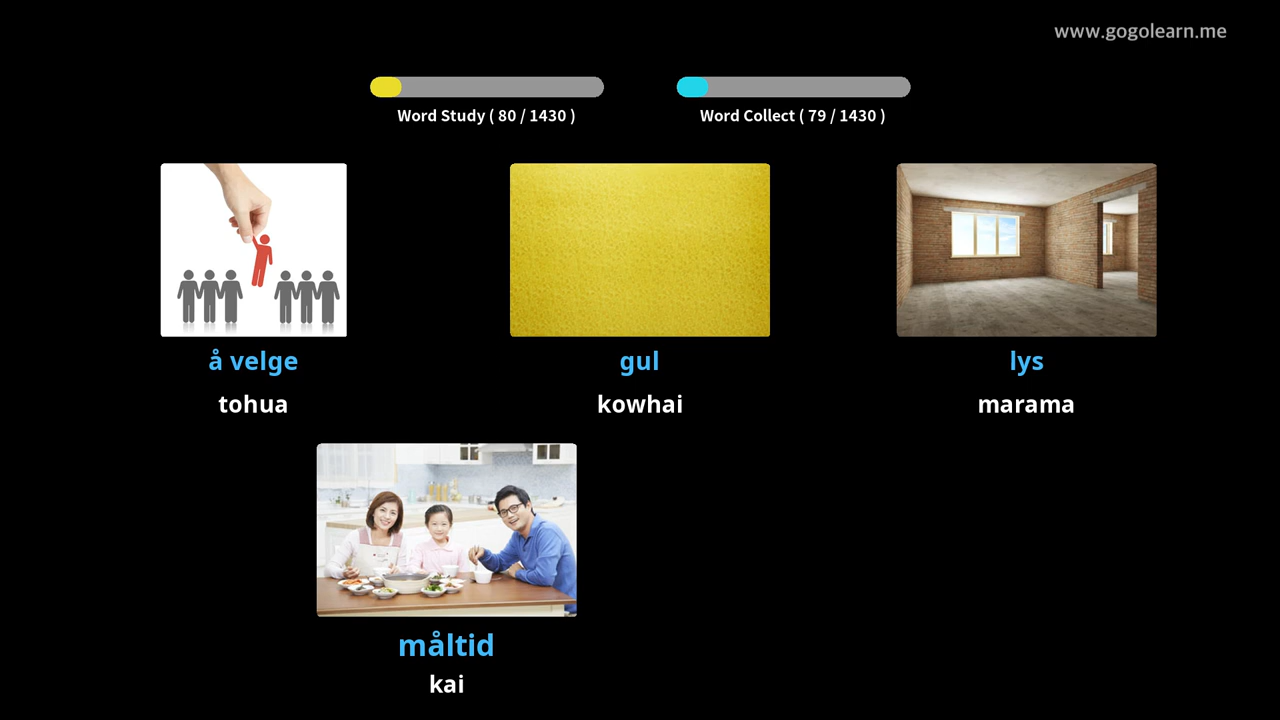 www.gogolearn.me
Word Study ( 80 / 1430 )
Word Collect ( 79 / 1430 )
å velge
gul
lys
tohua
kowhai
marama
måltid
kai